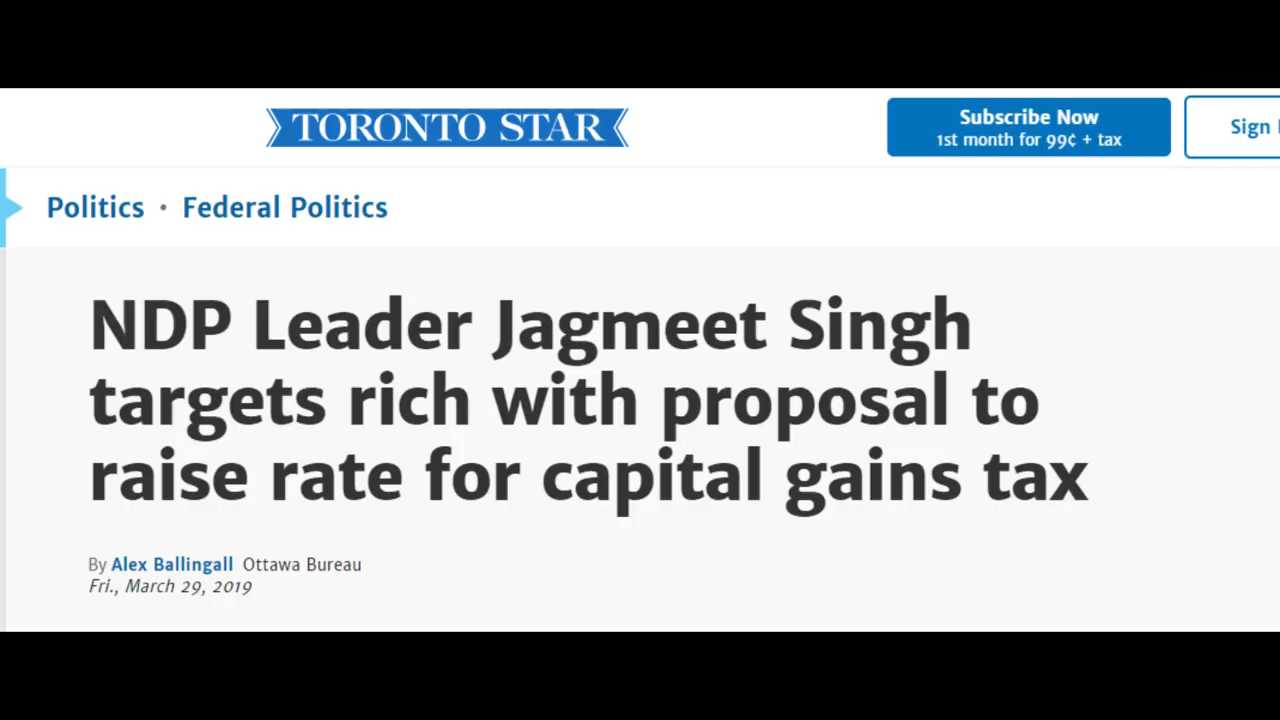 TORONTO STAR
Subscribe Now
1st month for 99¢ + tax
Sign
Politics • Federal Politics
NDP Leader Jagmeet Singh
targets rich with proposal to
raise rate for capital gains tax
By Alex Ballingall Ottawa Bureau
Fri., March 29, 2019